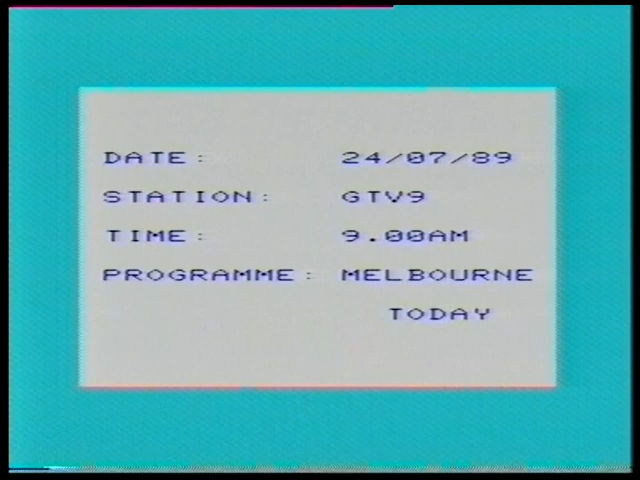 DATE: 24/07/89
STATION: GTV9
TIME: 9.00AM
PROGRAMME: MELBOURNE
TODAY